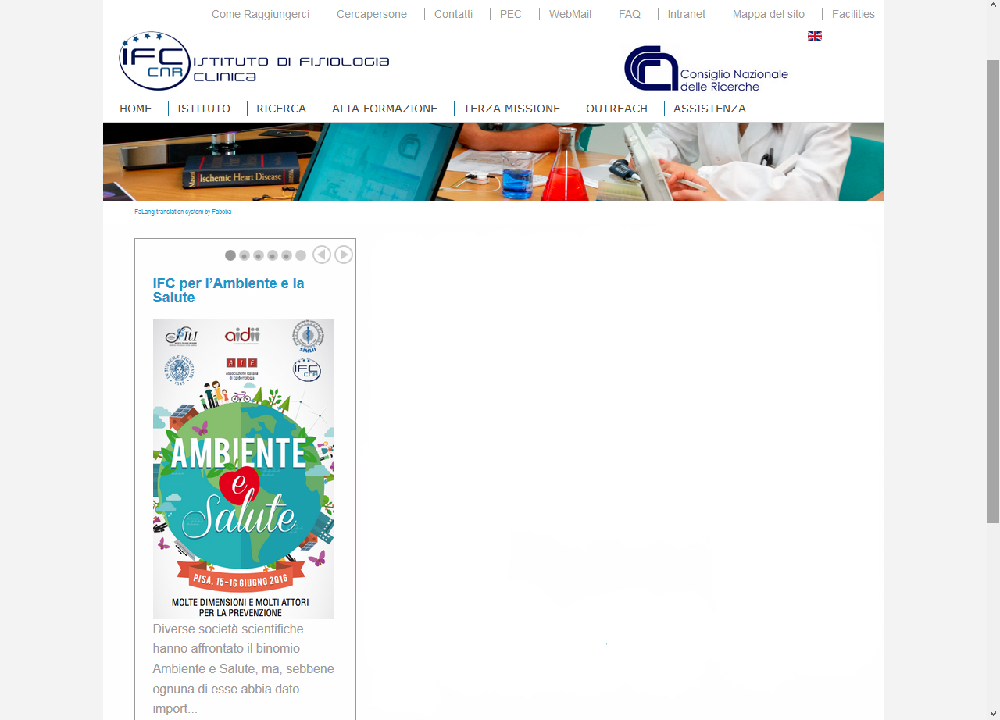 Come Raggiungerci Cercapersone Contatti PEC WebMail FAQ Intranet Mappa del sito Facilities
IFC
CNR
ISTITUTO DI FISIOLOGIA
CLINICA
Consiglio Nazionale
delle Ricerche
HOME ISTITUTO RICERCA ALTA FORMAZIONE TERZA MISSIONE OUTREACH ASSISTENZA
Ischemic Heart Disease
FaLang translation system by Faboba
IFC per l'Ambiente e la
Salute
SItI
aidii
SIMLII
AIE
Associazione Italiana
di Epidemiologia
IFC
CNR
AMBIENTE
e
Salute
PISA, 15-16 GIUGNO 2016
MOLTE DIMENSIONI E MOLTI ATTORI
PER LA PREVENZIONE
Diverse società scientifiche
hanno affrontato il binomio
Ambiente e Salute, ma, sebbene
ognuna di esse abbia dato
import...